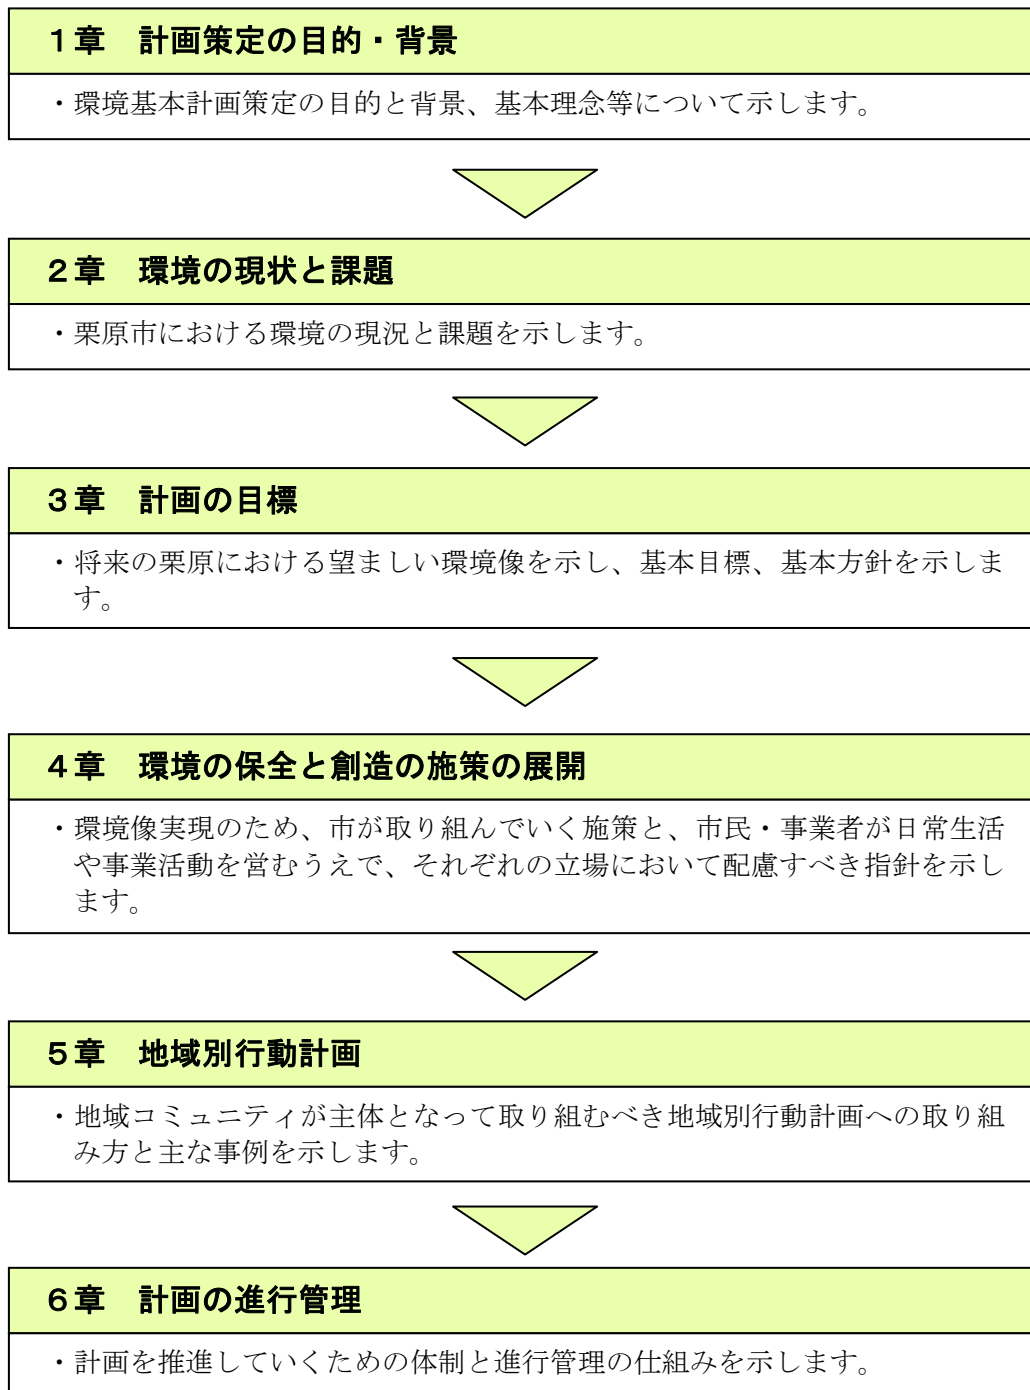 １章　計画策定の目的・背景
・環境基本計画策定の目的と背景、基本理念等について示します。
２章　環境の現状と課題
・栗原市における環境の現況と課題を示します。
３章　計画の目標
・将来の栗原における望ましい環境像を示し、基本目標、基本方針を示しま
す。
４章　環境の保全と創造の施策の展開
・環境像実現のため、市が取り組んでいく施策と、市民・事業者が日常生活
や事業活動を営むうえで、それぞれの立場において配慮すべき指針を示し
ます。
５章　地域別行動計画
・地域コミュニティが主体となって取り組むべき地域別行動計画への取り組
み方と主な事例を示します。
６章　計画の進行管理
・計画を推進していくための体制と進行管理の仕組みを示します。